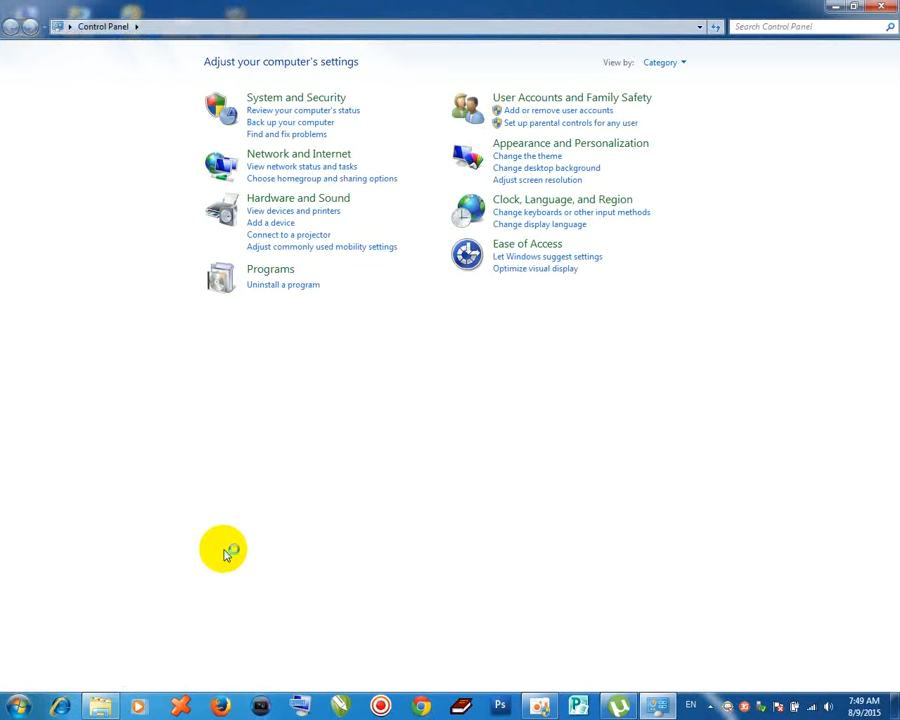 Control Panel
Search Control Panel
Adjust your computer's settings
View by: Category
System and Security
Review your computer's status
Back up your computer
Find and fix problems
Network and Internet
View network status and tasks
Choose homegroup and sharing options
Hardware and Sound
View devices and printers
Add a device
Connect to a projector
Adjust commonly used mobility settings
Programs
Uninstall a program
User Accounts and Family Safety
Add or remove user accounts
Set up parental controls for any user
Appearance and Personalization
Change the theme
Change desktop background
Adjust screen resolution
Clock, Language, and Region
Change keyboards or other input methods
Change display language
Ease of Access
Let Windows suggest settings
Optimize visual display
Ps
EN
7:49 AM
8/9/2015